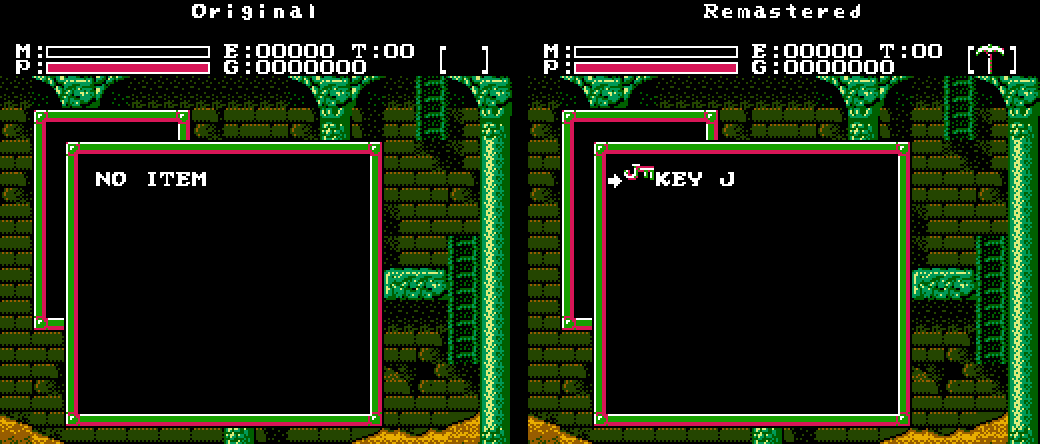 Original Remastered
M: E:00000 T:00 [ ] M: E:00000 T:00 [ ]
P: G:0000000 P: G:0000000
NO ITEM KEY J